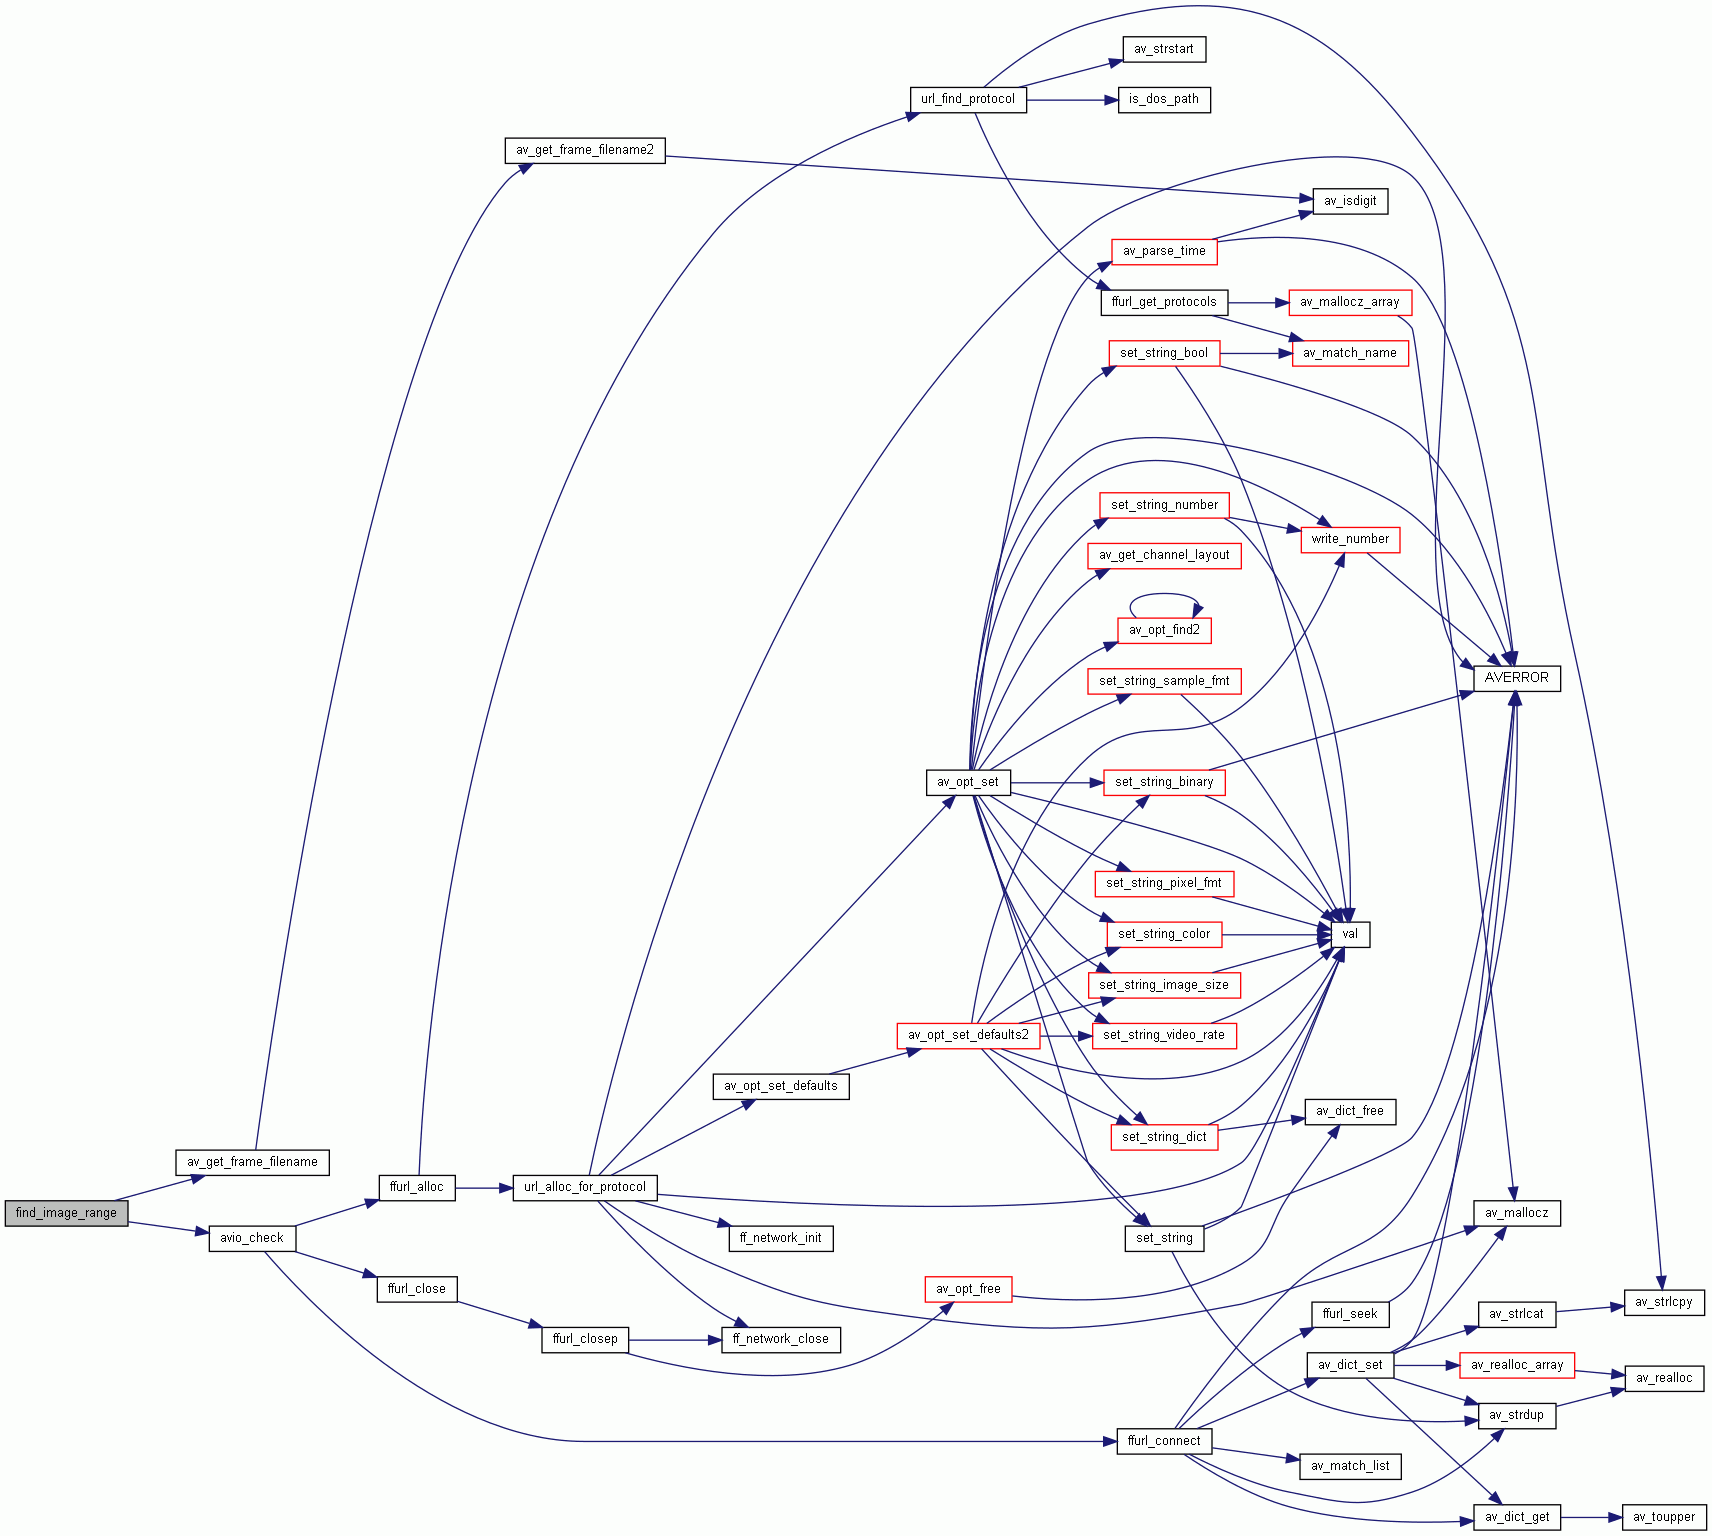 av_strstart
url_find_protocol
is_dos_path
av_get_frame_filename2
av_isdigit
av_parse_time
ffurl_get_protocols
av_mallocz_array
set_string_bool
av_match_name
set_string_number
write_number
av_get_channel_layout
av_opt_find2
set_string_sample_fmt
AVERROR
av_opt_set
set_string_binary
set_string_pixel_fmt
set_string_color
val
set_string_image_size
av_opt_set_defaults2
set_string_video_rate
av_opt_set_defaults
av_dict_free
set_string_dict
av_get_frame_filename
ffurl_alloc
url_alloc_for_protocol
find_image_range
av_mallocz
avio_check
ff_network_init
set_string
ffurl_close
av_opt_free
ffurl_seek
av_strlcat
av_strlcpy
ffurl_closep
ff_network_close
av_dict_set
av_realloc_array
av_realloc
av_strdup
ffurl_connect
av_match_list
av_dict_get
av_toupper